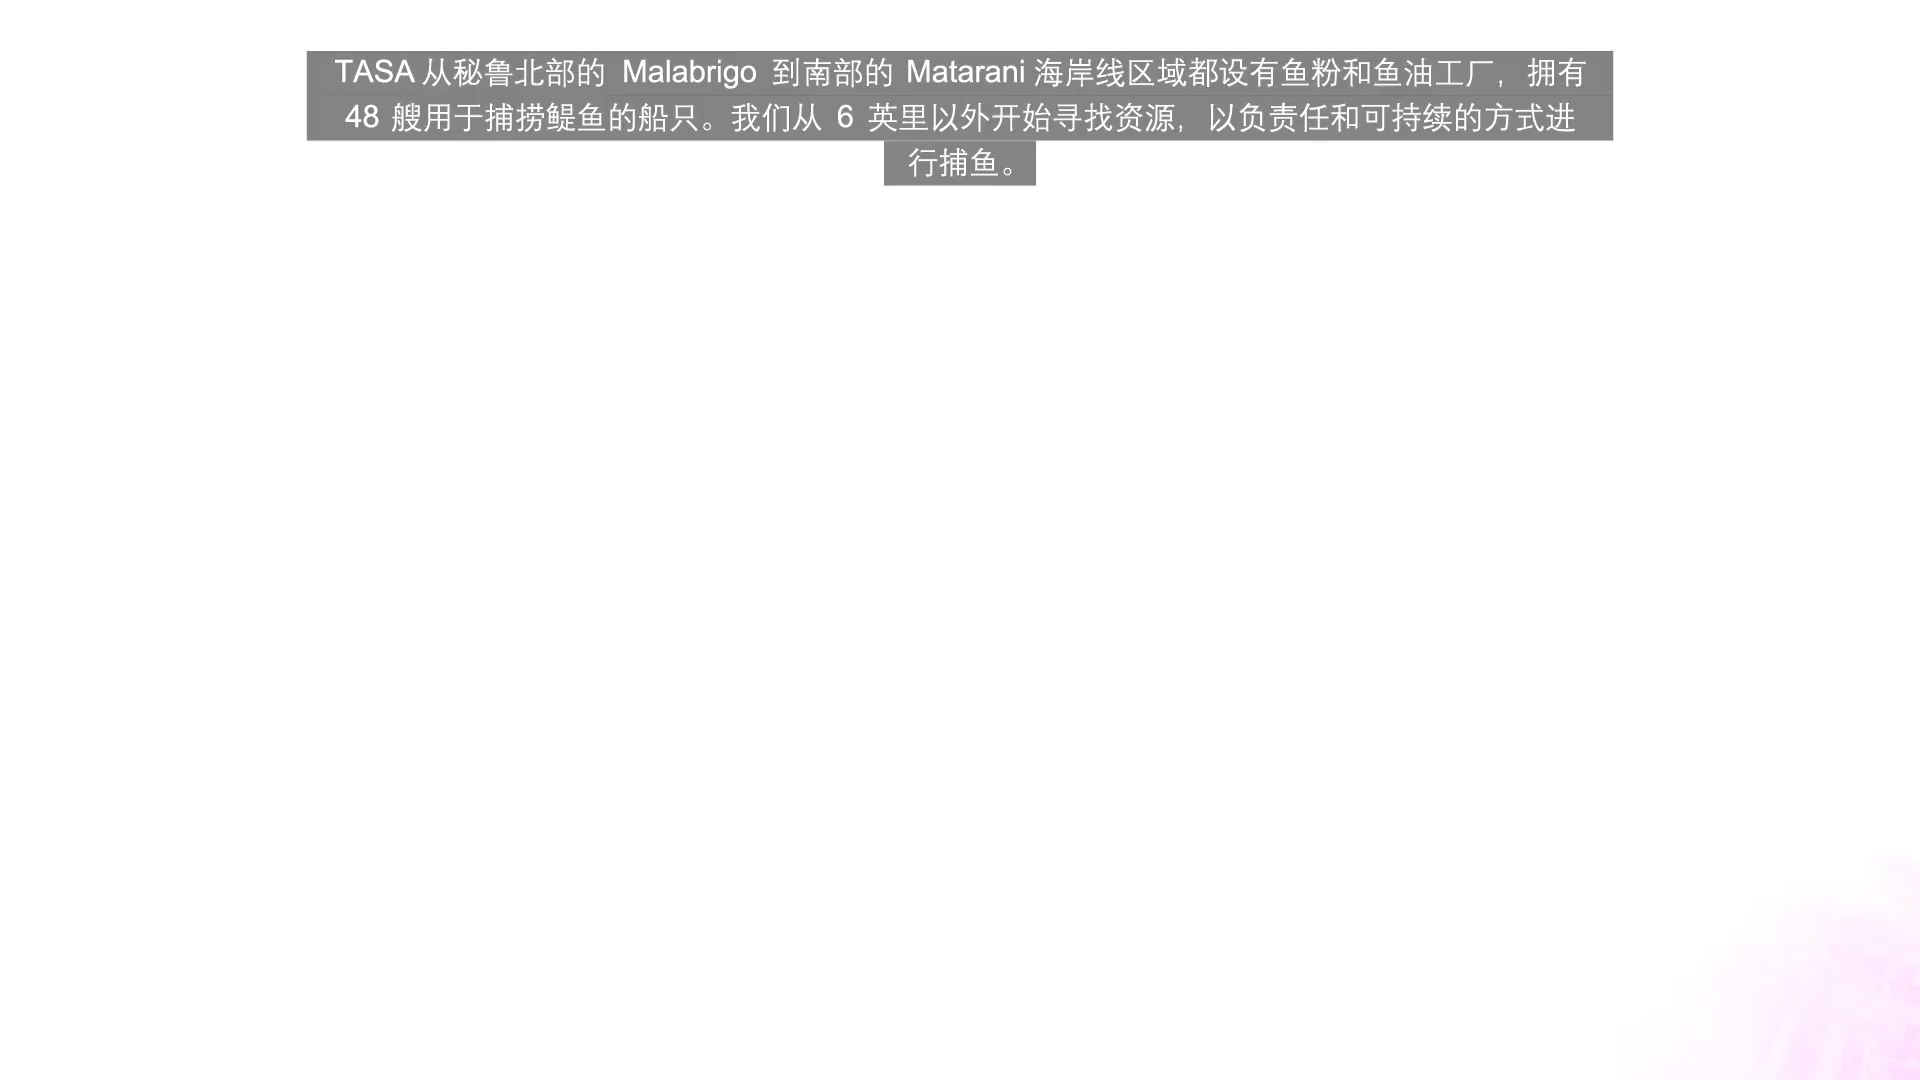 TASA 从秘鲁北部的 Malabrigo 到南部的 Matarani 海岸线区域都设有鱼粉和鱼油工厂，拥有
48 艘用于捕捞鳀鱼的船只。我们从 6 英里以外开始寻找资源，以负责任和可持续的方式进
行捕鱼。